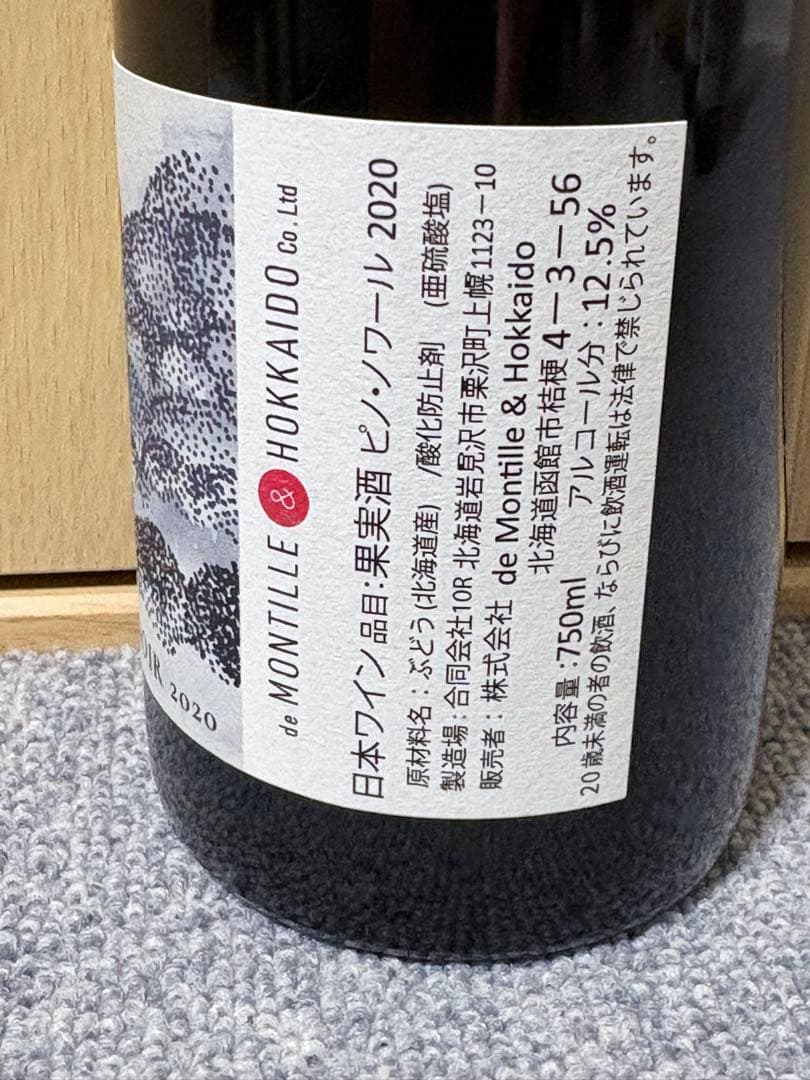 de MONTILLE & HOKKAIDO Co.,Ltd
日本ワイン 品目:果実酒 ピノ・ノワール 2020
原材料名:ぶどう(北海道産) /酸化防止剤 (亜硫酸塩)
製造場:合同会社10R 北海道岩見沢市栗沢町上幌1123-10
販売者: 株式会社 de Montille & Hokkaido
北海道函館市桔梗4-3-56
内容量:750ml アルコール分:12.5%
20歳未満の者の飲酒、ならびに飲酒運転は法律で禁じられています。
2020